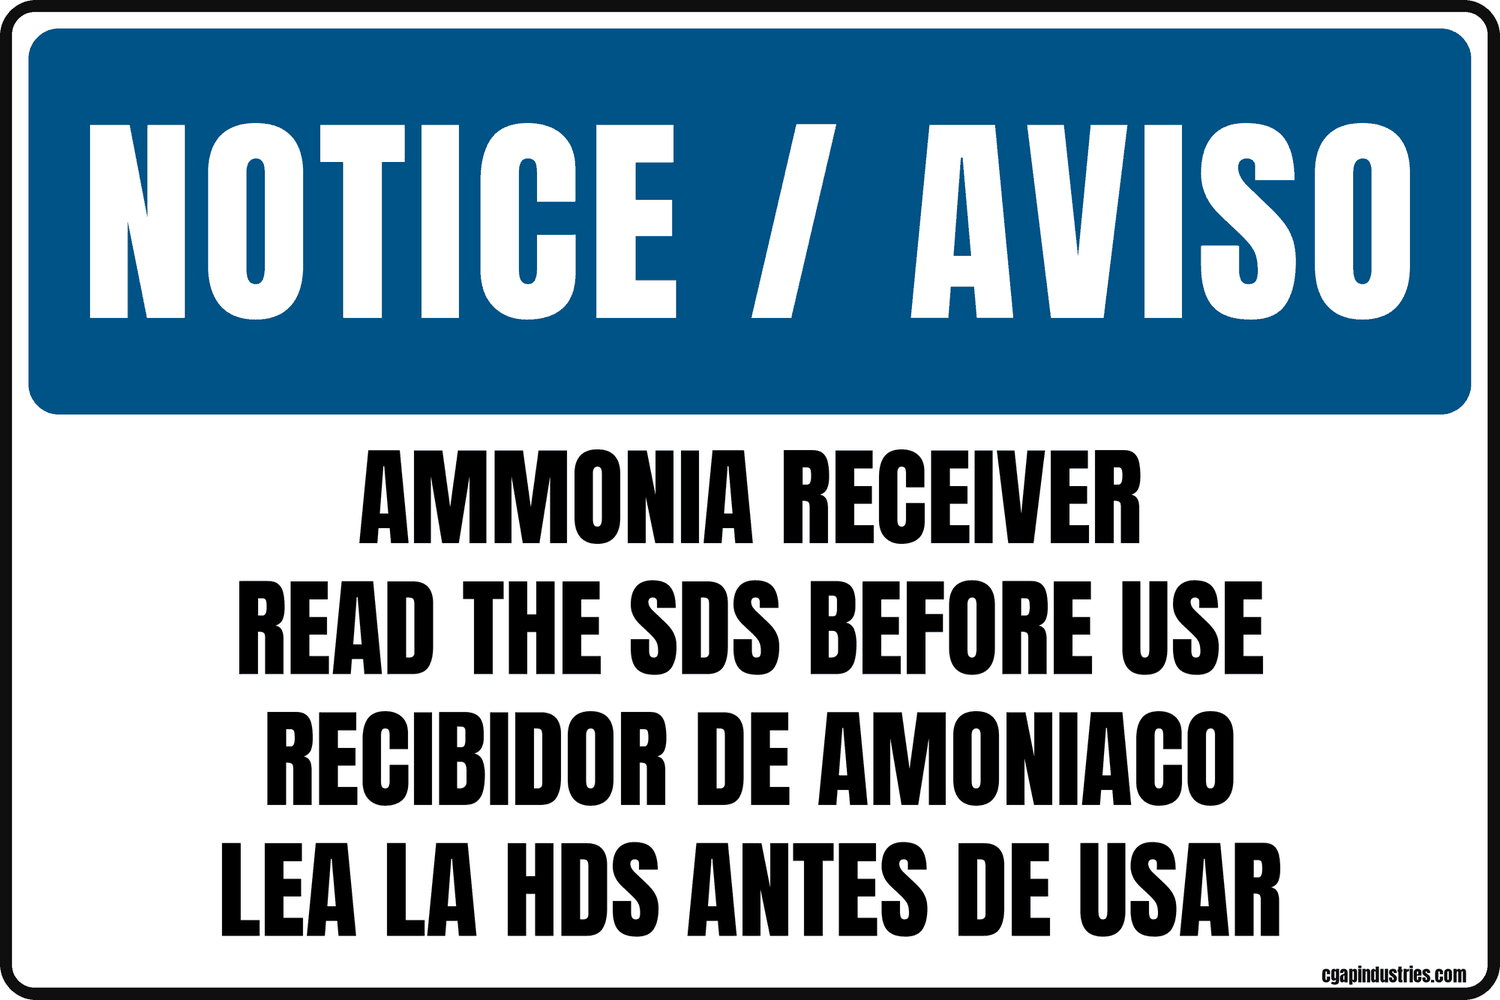 NOTICE / AVISO
AMMONIA RECEIVER
READ THE SDS BEFORE USE
RECIBIDOR DE AMONIACO
LEA LA HDS ANTES DE USAR
cgapindustries.com